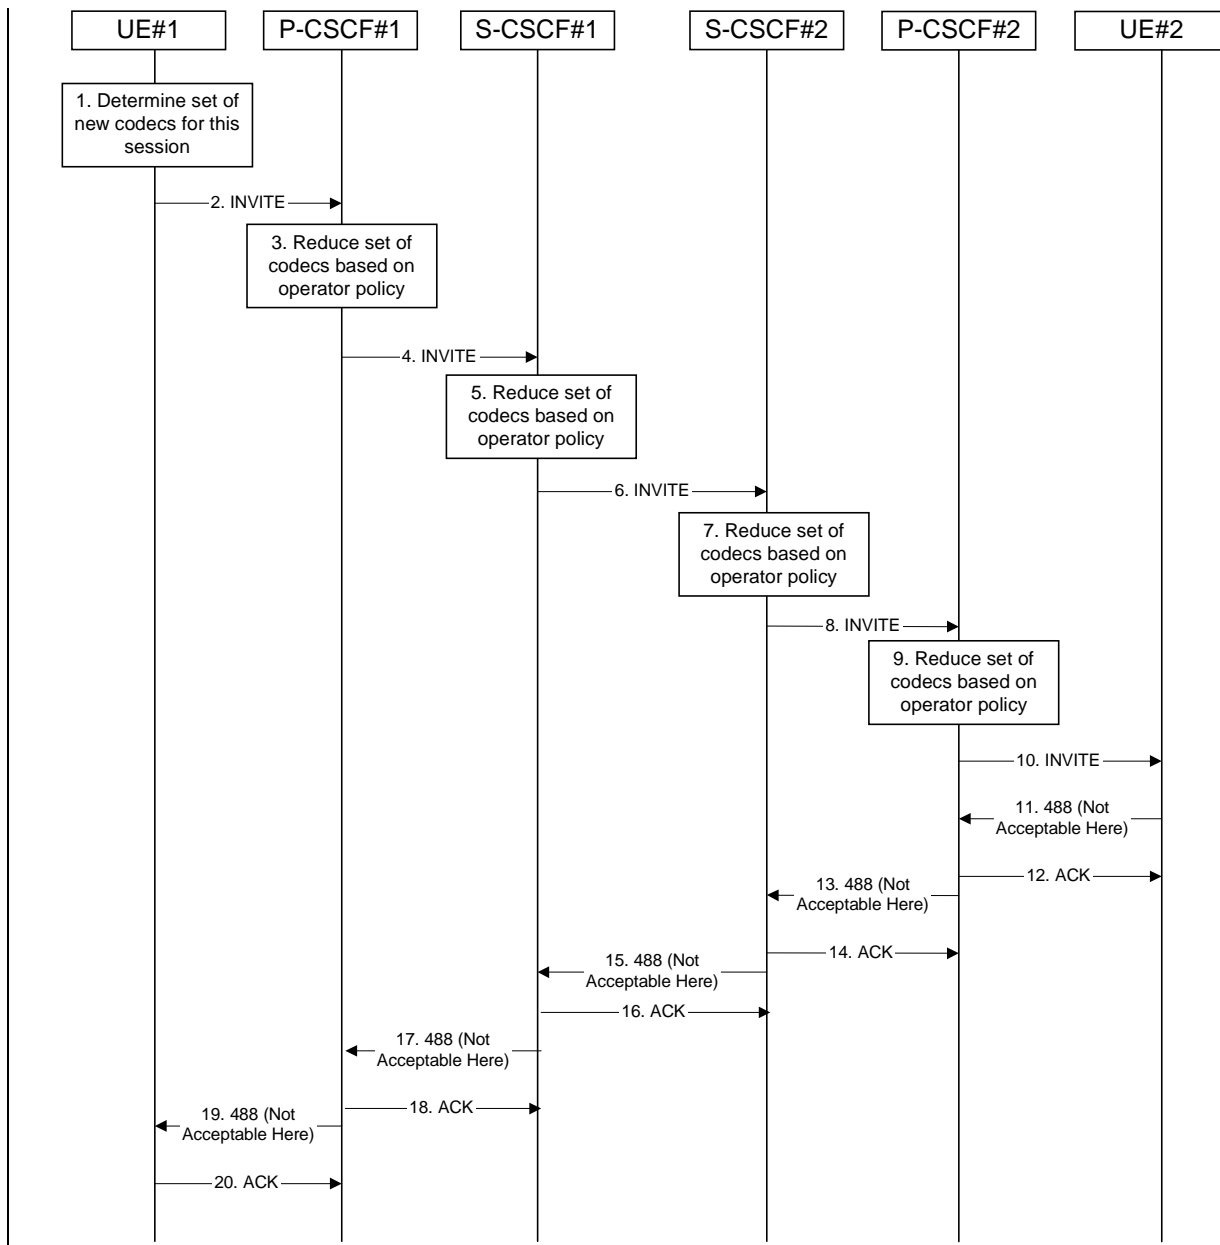 UE#1
P-CSCF#1
S-CSCF#1
S-CSCF#2
P-CSCF#2
UE#2
1. Determine set of
new codecs for this
session
2. INVITE
3. Reduce set of
codecs based on
operator policy
4. INVITE
5. Reduce set of
codecs based on
operator policy
6. INVITE
7. Reduce set of
codecs based on
operator policy
8. INVITE
9. Reduce set of
codecs based on
operator policy
10. INVITE
11. 488 (Not
Acceptable Here)
12. ACK
13. 488 (Not
Acceptable Here)
14. ACK
15. 488 (Not
Acceptable Here)
16. ACK
17. 488 (Not
Acceptable Here)
18. ACK
19. 488 (Not
Acceptable Here)
20. ACK